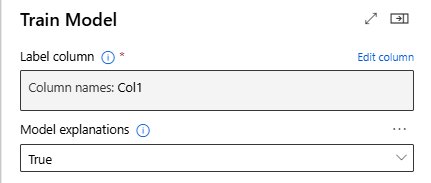 Train Model
Label column * Edit column
Column names: Col1
Model explanations ...
True